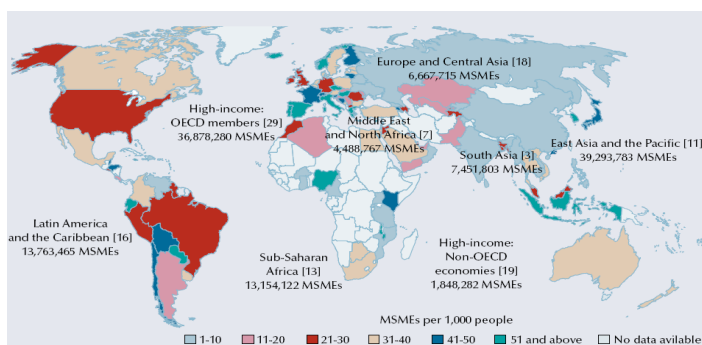 Europe and Central Asia [18]
6,667,715 MSMEs
High-income:
OECD members [29]
36,878,280 MSMEs
Middle East
and North Africa [7]
4,488,767 MSMEs
South Asia [3]
7,451,803 MSMEs
East Asia and the Pacific [11]
39,293,783 MSMEs
Latin America
and the Caribbean [16]
13,763,465 MSMEs
Sub-Saharan
Africa [13]
13,154,122 MSMEs
High-income:
Non-OECD
economies [19]
1,848,282 MSMEs
MSMEs per 1,000 people
1-10 11-20 21-30 31-40 41-50 51 and above No data avilable